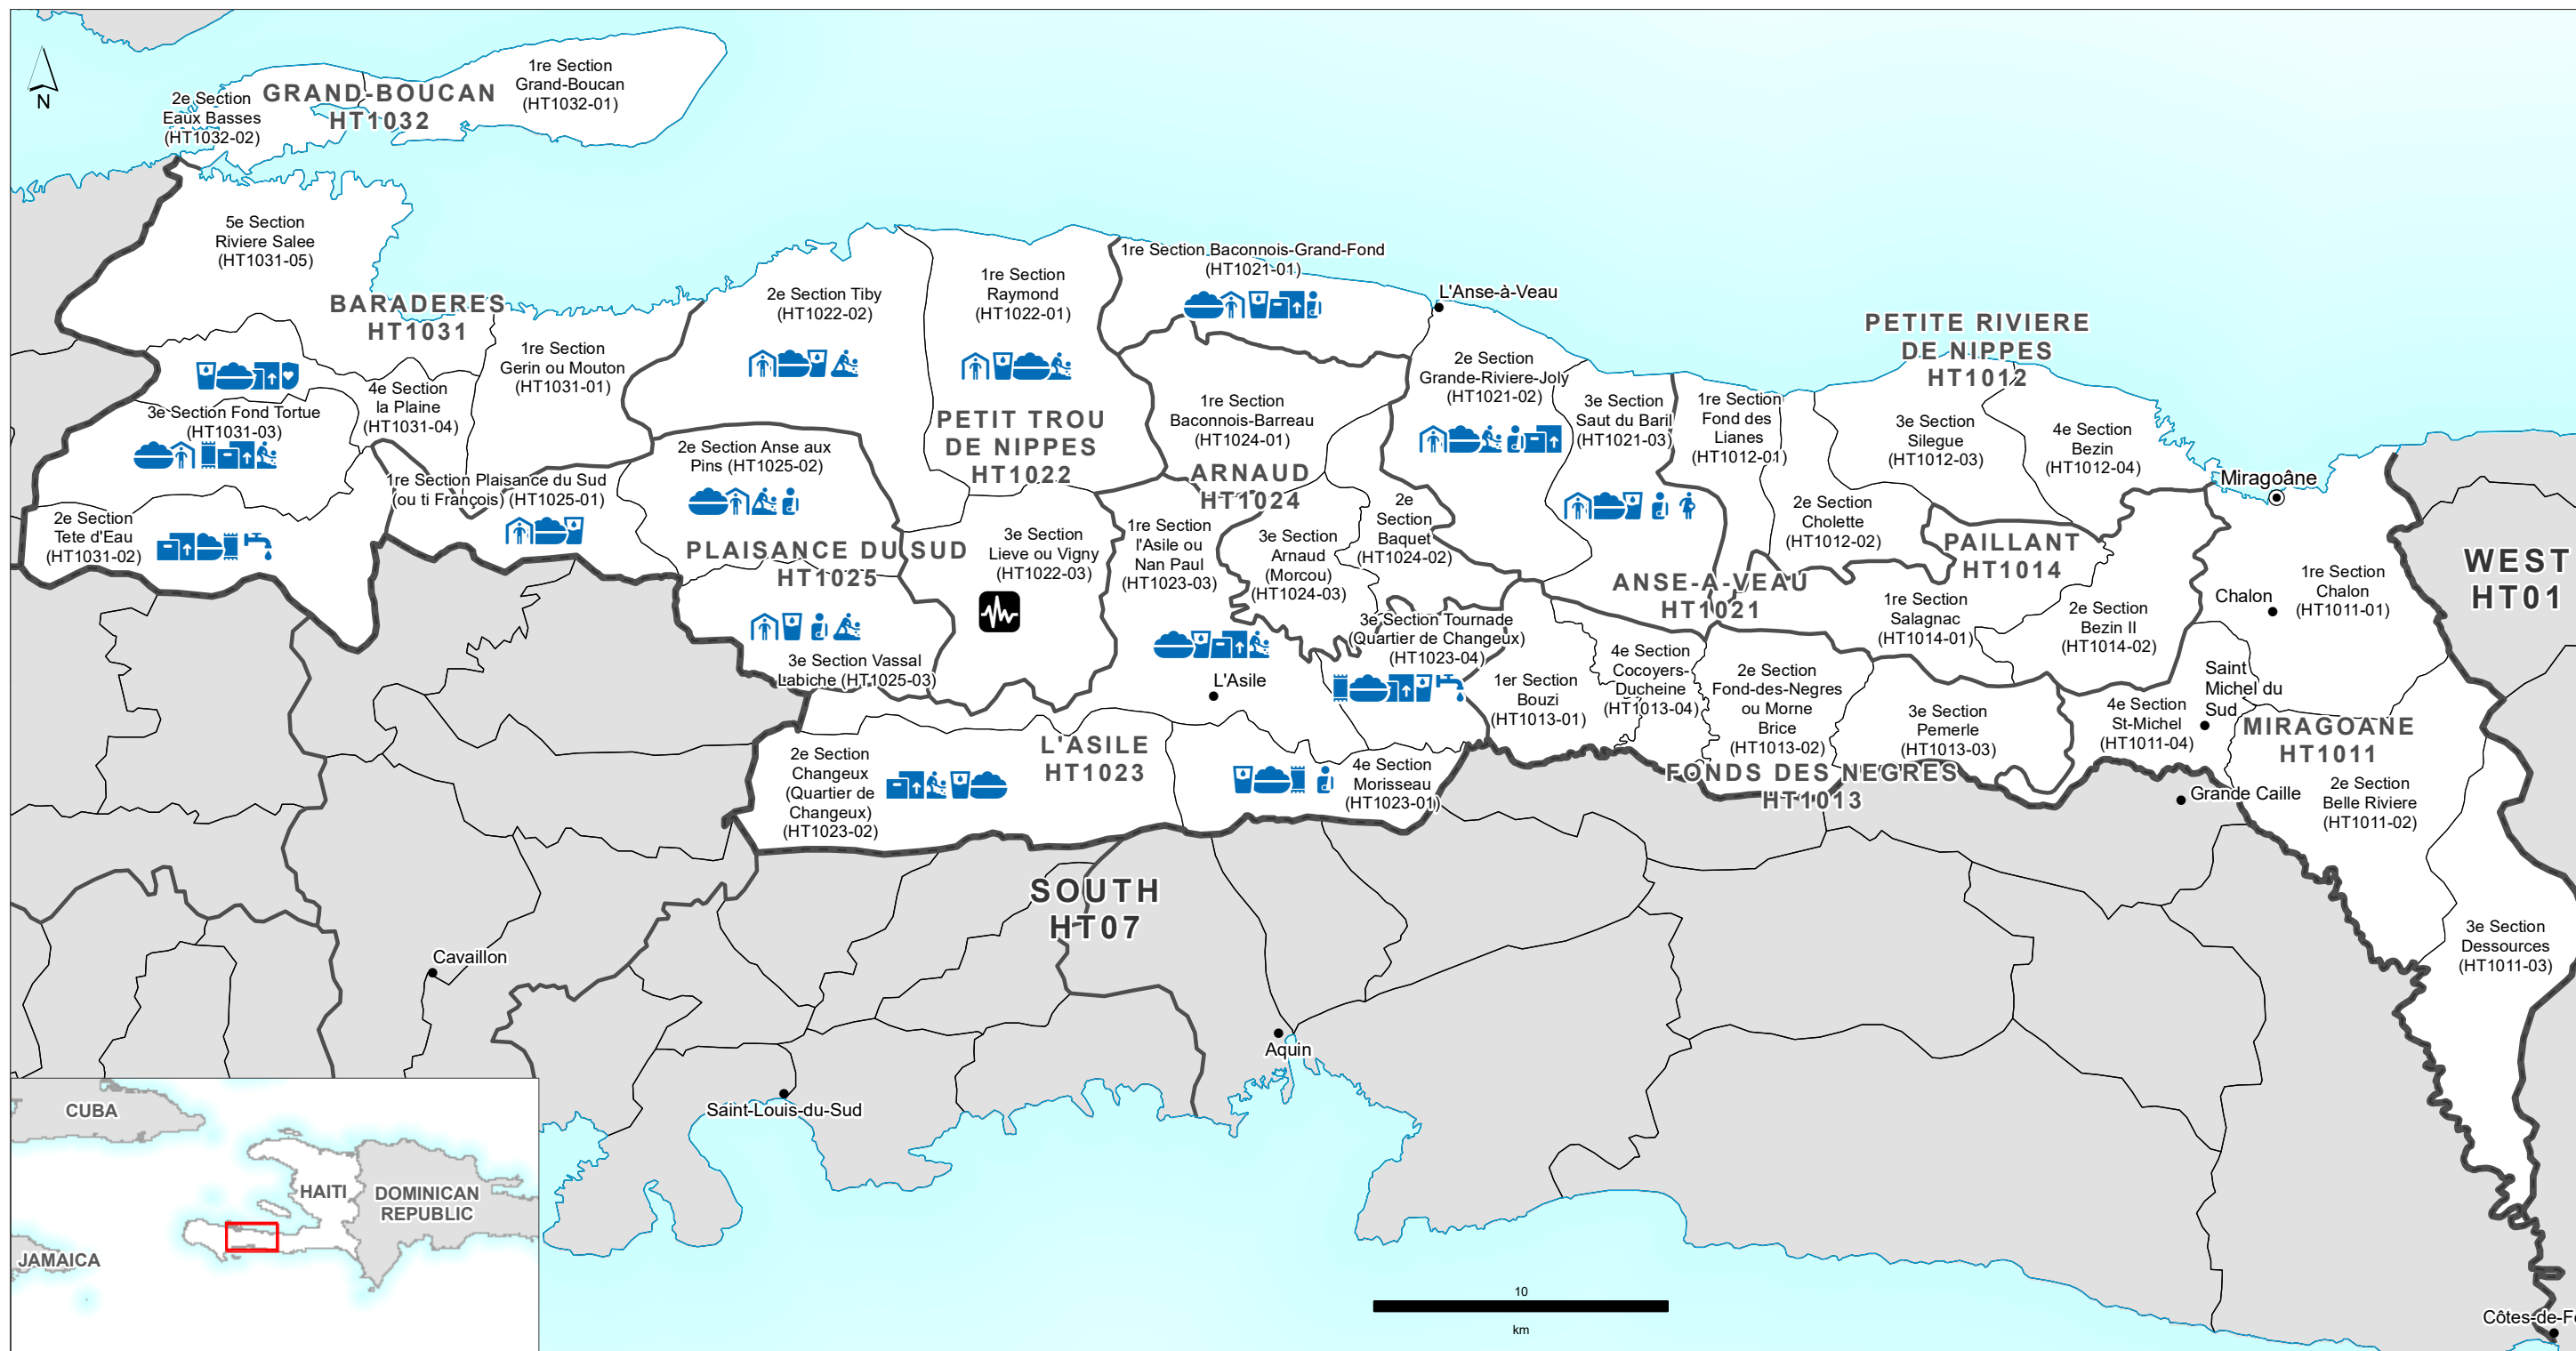 N
GRAND-BOUCAN
HT1032
1re Section
Grand-Boucan
(HT1032-01)
2e Section
Eaux Basses
(HT1032-02)
5e Section
Riviere Salee
(HT1031-05)
BARADERES
HT1031
1re Section
Gerin ou Mouton
(HT1031-01)
4e Section
la Plaine
(HT1031-04)
3e Section Fond Tortue
(HT1031-03)
2e Section
Tete d'Eau
(HT1031-02)
1re Section Plaisance du Sud
(ou ti François) (HT1025-01)
2e Section Anse aux
Pins (HT1025-02)
PLAISANCE DU SUD
HT1025
3e Section Vassal
Labiche (HT1025-03)
2e Section Tiby
(HT1022-02)
1re Section
Raymond
(HT1022-01)
PETIT TROU
DE NIPPES
HT1022
3e Section
Lieve ou Vigny
(HT1022-03)
1re Section Baconnois-Grand-Fond
(HT1021-01)
L'Anse-à-Veau
1re Section
Baconnois-Barreau
(HT1024-01)
ARNAUD
HT1024
2e
Section
Baquet
(HT1024-02)
3e Section
Arnaud
(Morcou)
(HT1024-03)
1re Section
l'Asile ou
Nan Paul
(HT1023-03)
L'Asile
3e Section Tournade
(Quartier de Changeux)
(HT1023-04)
2e Section
Changeux
(Quartier de
Changeux)
(HT1023-02)
L'ASILE
HT1023
4e Section
Morisseau
(HT1023-01)
2e Section
Grande-Riviere-Joly
(HT1021-02)
3e Section
Saut du Baril
(HT1021-03)
ANSE-A-VEAU
HT1021
1re Section
Fond des
Lianes
(HT1012-01)
PETITE RIVIERE
DE NIPPES
HT1012
3e Section
Silegue
(HT1012-03)
4e Section
Bezin
(HT1012-04)
2e Section
Cholette
(HT1012-02)
PAILLANT
HT1014
1re Section
Salagnac
(HT1014-01)
2e Section
Bezin II
(HT1014-02)
1er Section
Bouzi
(HT1013-01)
4e Section
Cocoyers-
Ducheine
(HT1013-04)
2e Section
Fond-des-Negres
ou Morne
Brice
(HT1013-02)
3e Section
Pemerle
(HT1013-03)
FONDS DES NEGRES
HT1013
Miragoâne
Chalon
1re Section
Chalon
(HT1011-01)
Saint
Michel du
Sud
4e Section
St-Michel
(HT1011-04)
MIRAGOANE
HT1011
Grande Caille
2e Section
Belle Riviere
(HT1011-02)
3e Section
Dessources
(HT1011-03)
WEST
HT01
SOUTH
HT07
Cavaillon
Saint-Louis-du-Sud
Aquin
CUBA
HAITI
DOMINICAN
REPUBLIC
JAMAICA
10
km
Côtes-de-Fe